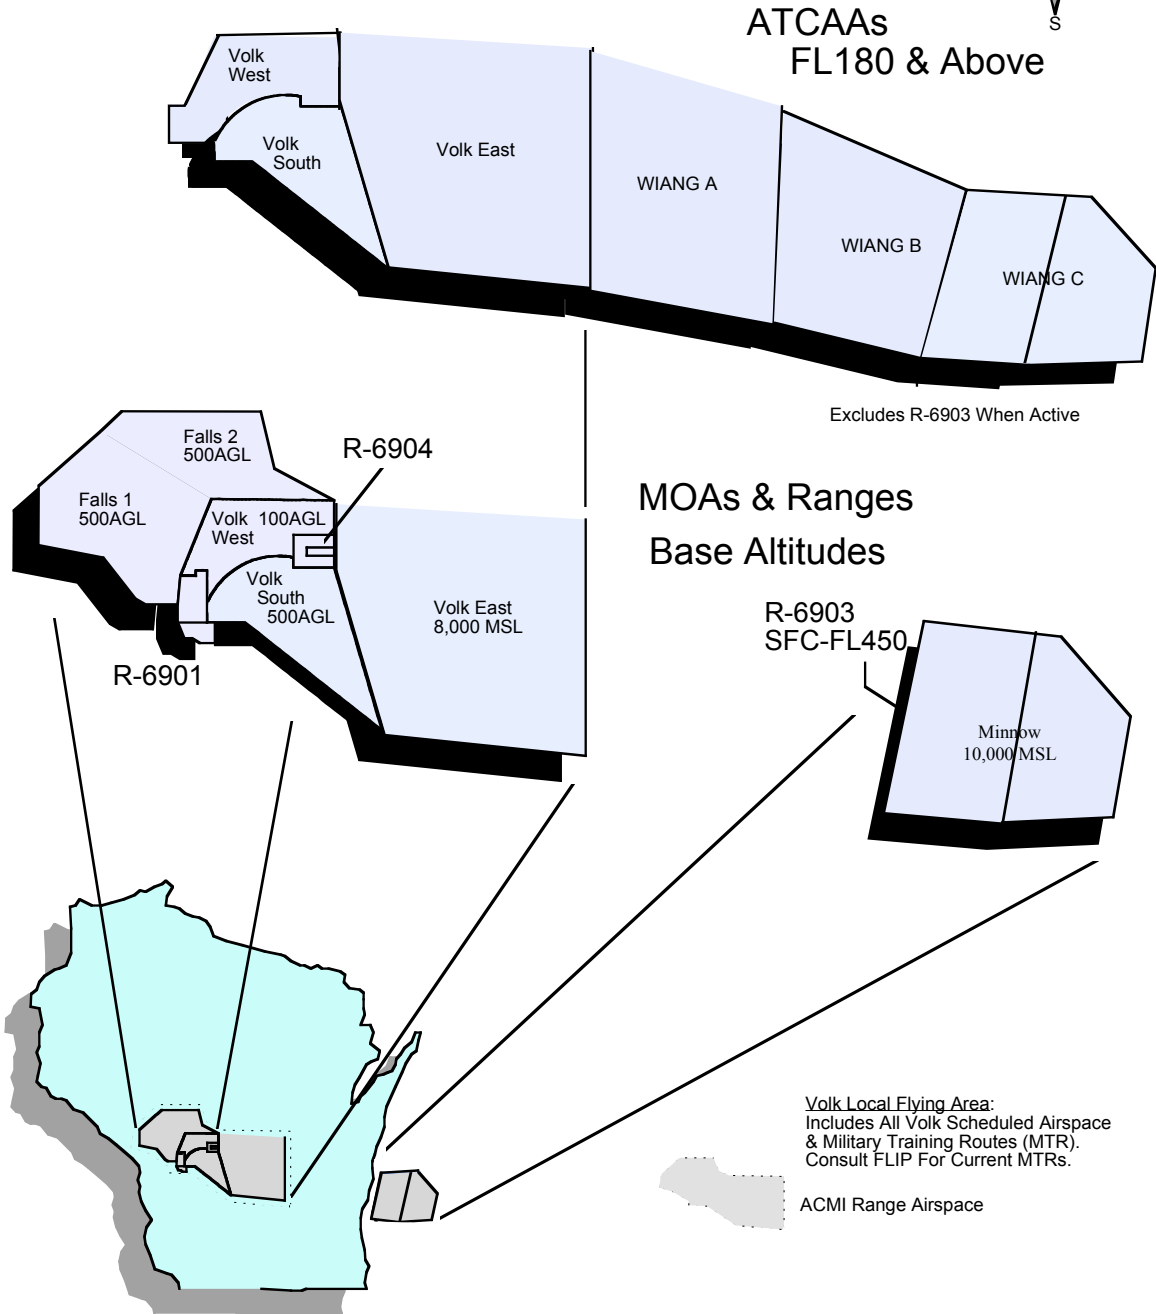 S
ATCAAs
FL180 & Above
Volk
West
Volk
South
Volk East
WIANG A
WIANG B
WIANG C
Excludes R-6903 When Active
MOAs & Ranges
Base Altitudes
Falls 2
500AGL
R-6904
Falls 1
500AGL
Volk 100AGL
West
Volk
South
500AGL
Volk East
8,000 MSL
R-6901
R-6903
SFC-FL450
Minnow
10,000 MSL
Volk Local Flying Area:
Includes All Volk Scheduled Airspace
& Military Training Routes (MTR).
Consult FLIP For Current MTRs.
ACMI Range Airspace